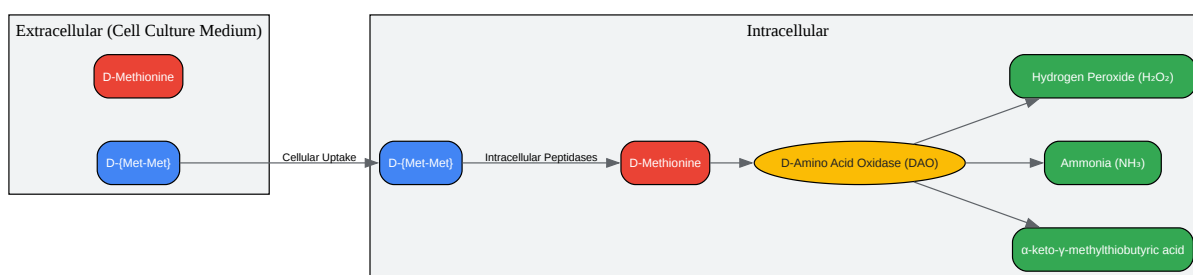 Extracellular (Cell Culture Medium)
D-Methionine
D-{Met-Met}
Cellular Uptake
Intracellular
D-{Met-Met}
Intracellular Peptidases
D-Methionine
D-Amino Acid Oxidase (DAO)
Hydrogen Peroxide (H₂O₂)
Ammonia (NH₃)
α-keto-γ-methylthiobutyric acid